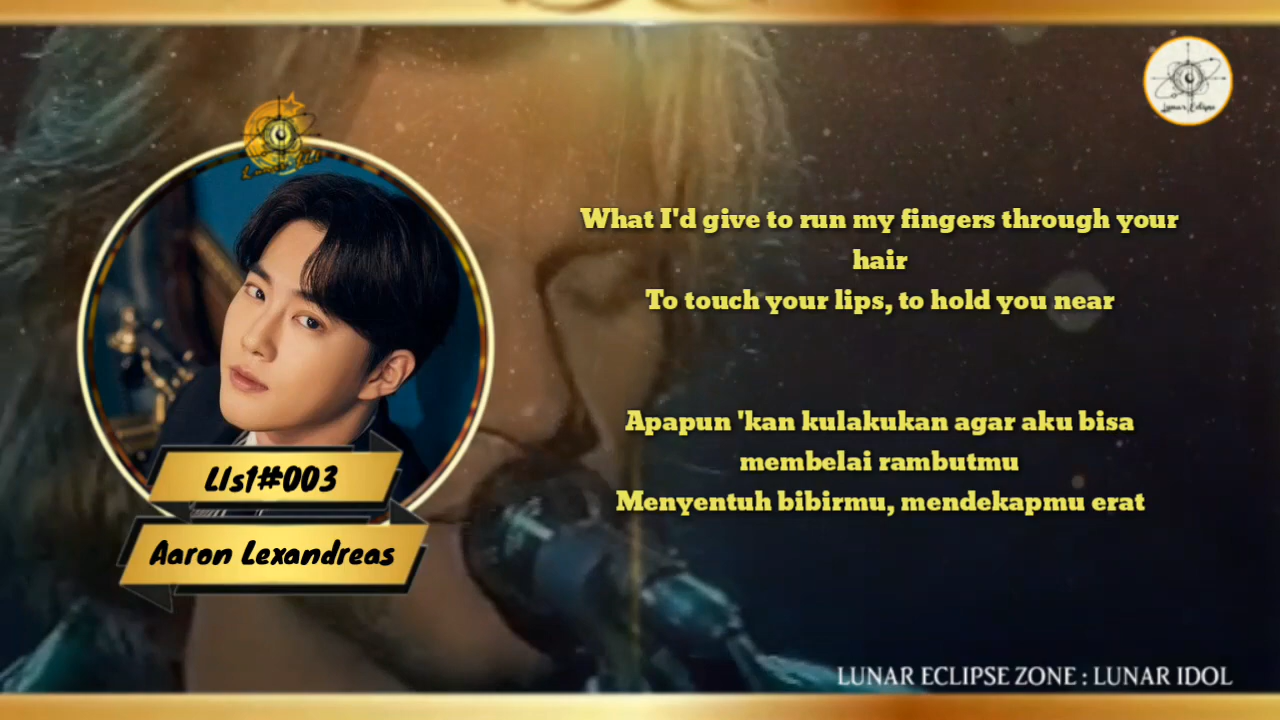 Lunar Eclipse
What I'd give to run my fingers through your
hair
To touch your lips, to hold you near
Apapun 'kan kulakukan agar aku bisa
membelai rambutmu
Menyentuh bibirmu, mendekapmu erat
LIs1#003
Aaron Lexandreas
LUNAR ECLIPSE ZONE : LUNAR IDOL